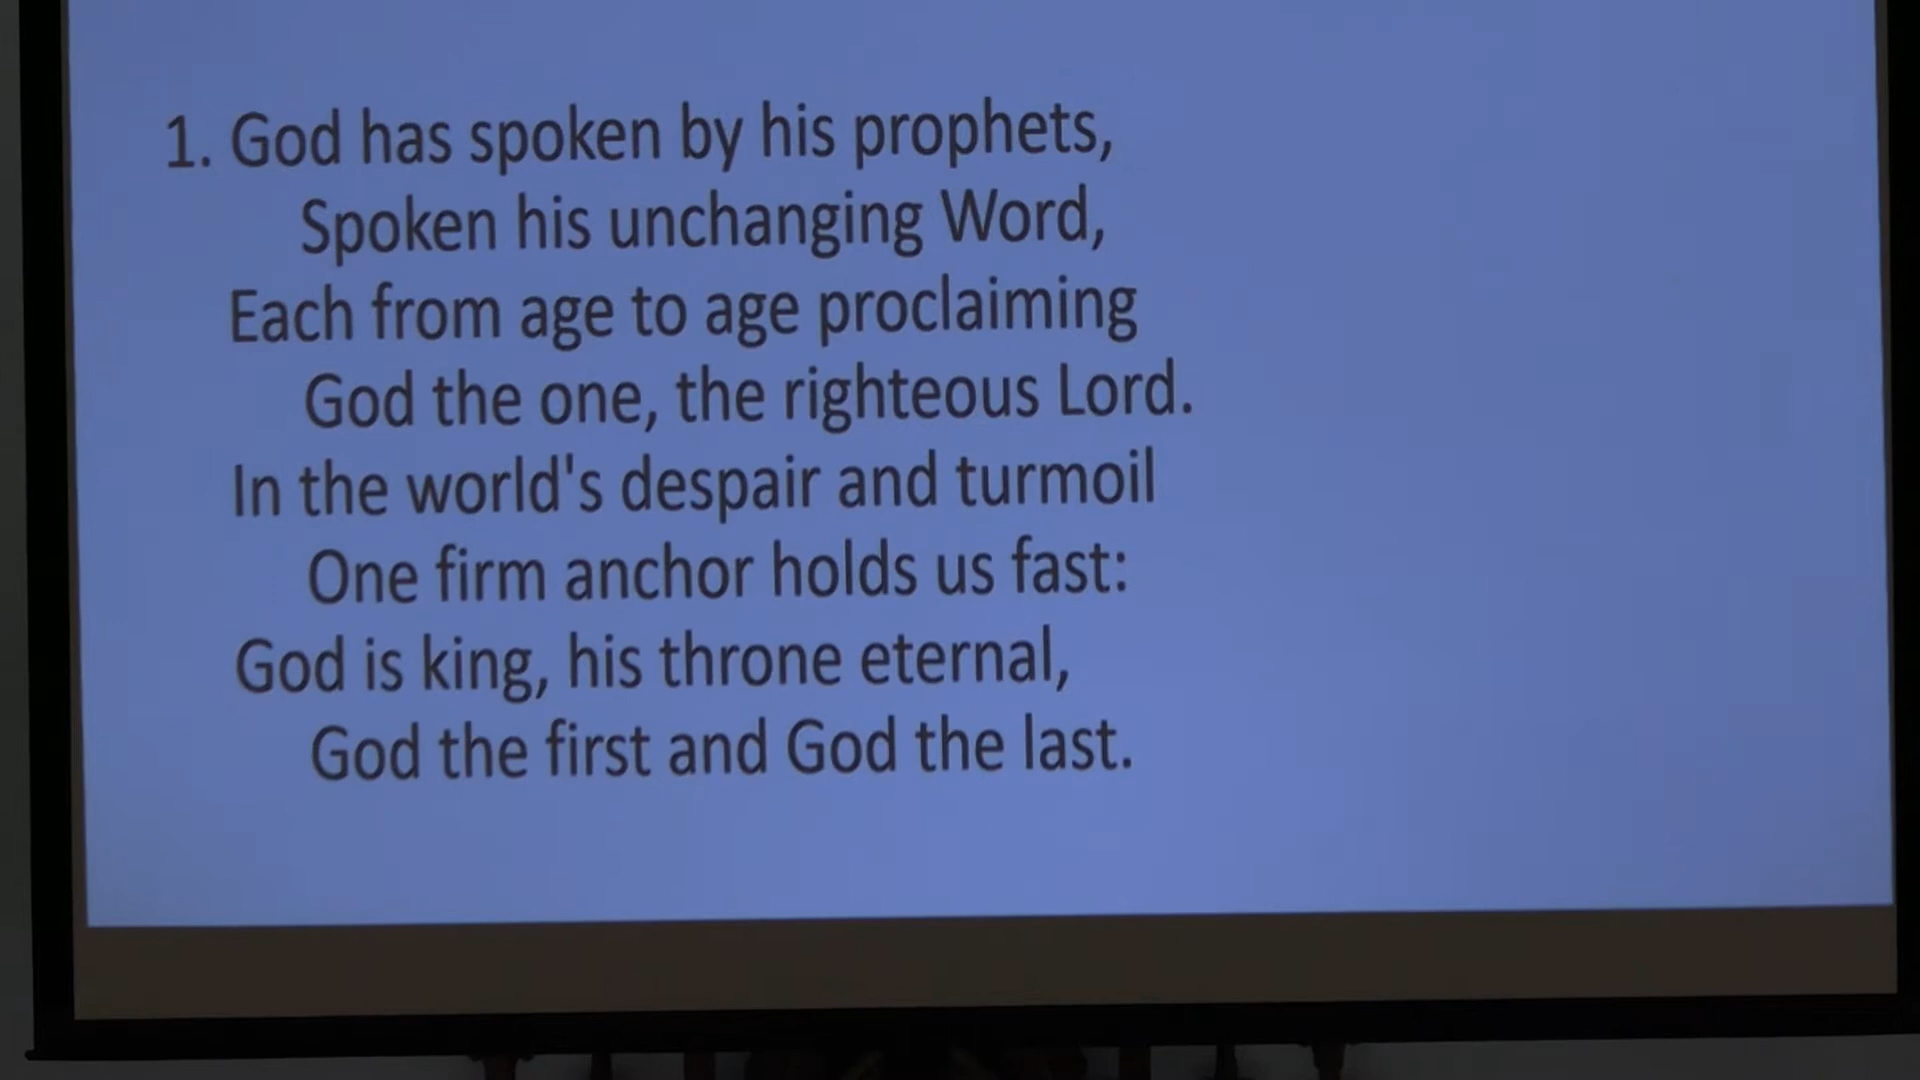 1. God has spoken by his prophets,
Spoken his unchanging Word,
Each from age to age proclaiming
God the one, the righteous Lord.
In the world's despair and turmoil
One firm anchor holds us fast:
God is king, his throne eternal,
God the first and God the last.